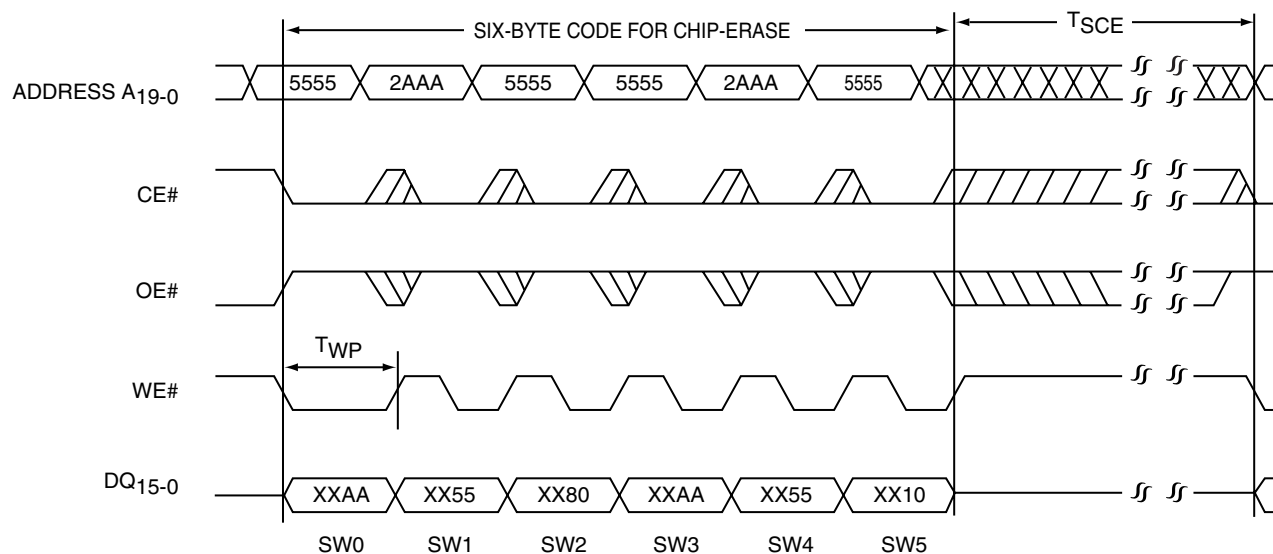 SIX-BYTE CODE FOR CHIP-ERASE TSCE
ADDRESS A19-0 5555 2AAA 5555 5555 2AAA 5555
CE#
OE#
TWP
WE#
DQ15-0 XXAA XX55 XX80 XXAA XX55 XX10
SW0 SW1 SW2 SW3 SW4 SW5